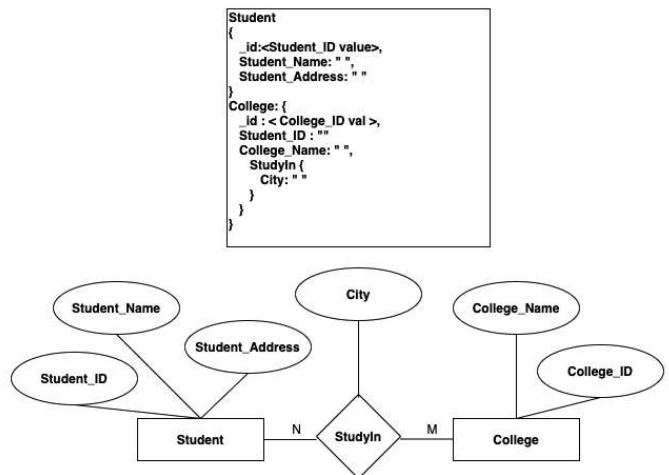 Student
{
_id:<Student_ID value>,
Student_Name: " ",
Student_Address: " "
}
College: {
_id : < College_ID val >,
Student_ID : ""
College_Name: " ",
StudyIn {
City: " "
}
}
}
City
Student_Name
College_Name
Student_Address
College_ID
Student_ID
N
M
Student
StudyIn
College